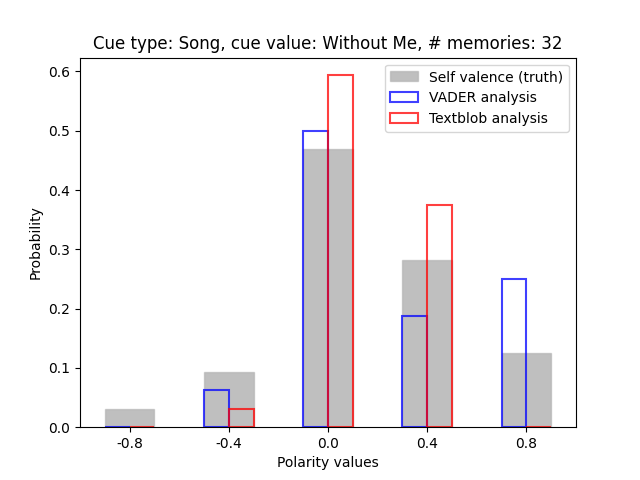 Cue type: Song, cue value: Without Me, # memories: 32
Self valence (truth)
VADER analysis
Textblob analysis
Probability
0.6
0.5
0.4
0.3
0.2
0.1
0.0
-0.8 -0.4 0.0 0.4 0.8
Polarity values